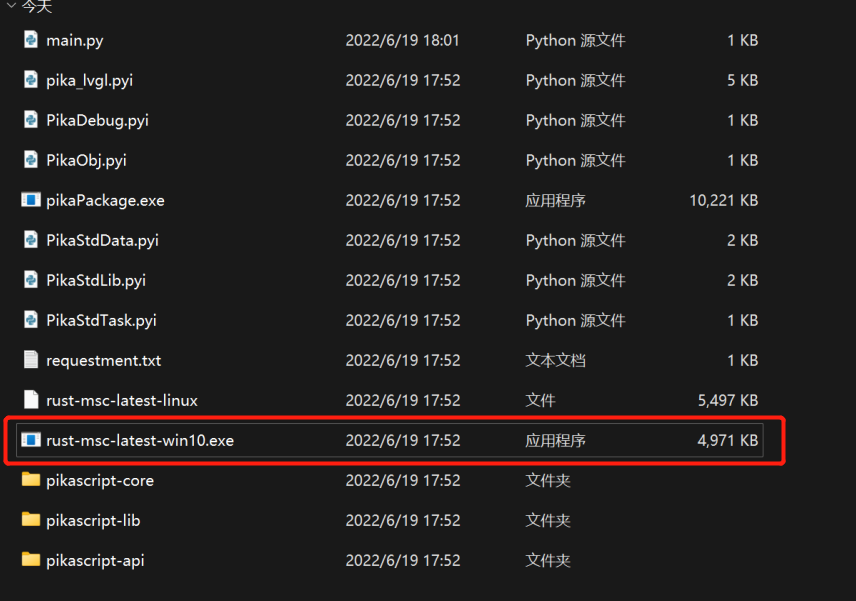 今天
main.py 2022/6/19 18:01 Python 源文件 1 KB
pika_lvgl.pyi 2022/6/19 17:52 Python 源文件 5 KB
PikaDebug.pyi 2022/6/19 17:52 Python 源文件 1 KB
PikaObj.pyi 2022/6/19 17:52 Python 源文件 1 KB
pikaPackage.exe 2022/6/19 17:52 应用程序 10,221 KB
PikaStdData.pyi 2022/6/19 17:52 Python 源文件 2 KB
PikaStdLib.pyi 2022/6/19 17:52 Python 源文件 2 KB
PikaStdTask.pyi 2022/6/19 17:52 Python 源文件 1 KB
requestment.txt 2022/6/19 17:52 文本文档 1 KB
rust-msc-latest-linux 2022/6/19 17:52 文件 5,497 KB
rust-msc-latest-win10.exe 2022/6/19 17:52 应用程序 4,971 KB
pikascript-core 2022/6/19 17:52 文件夹
pikascript-lib 2022/6/19 17:52 文件夹
pikascript-api 2022/6/19 17:52 文件夹